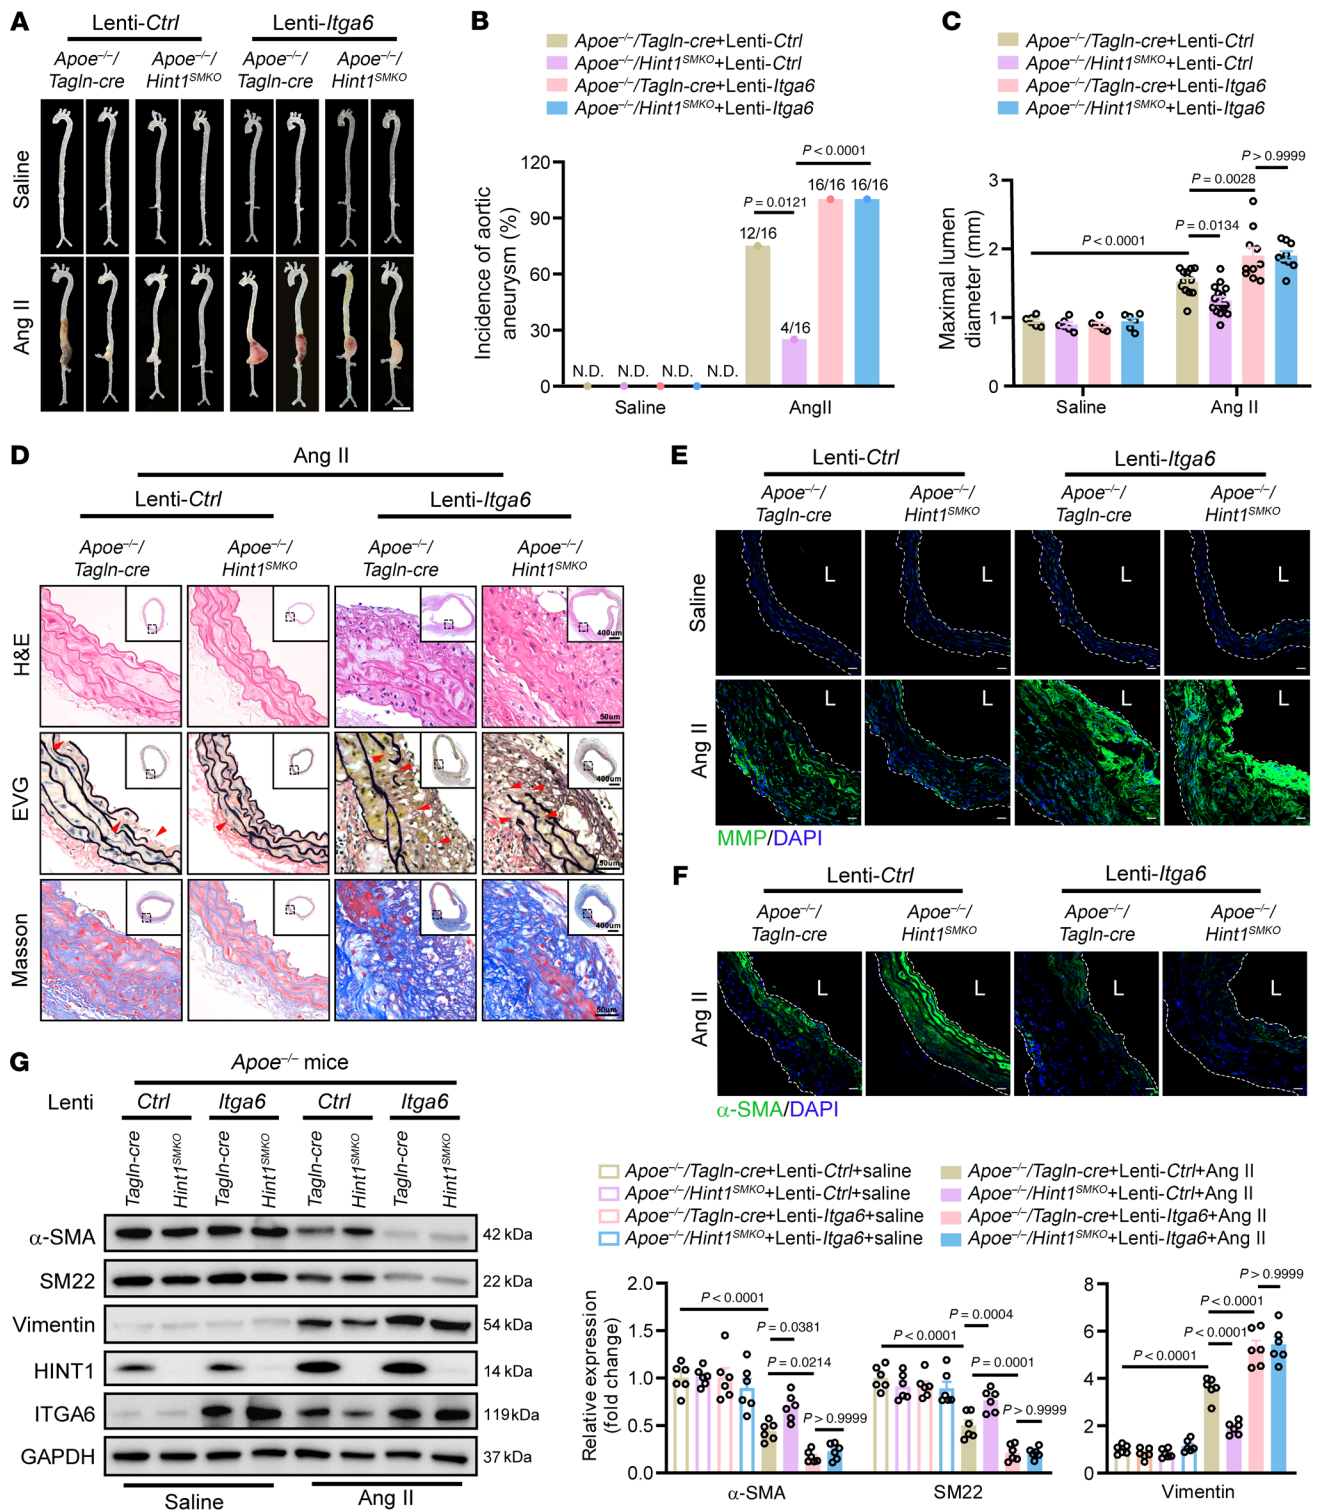 A
Lenti-Ctrl
Lenti-Itga6
Apoe–/–/
Tagln-cre
Apoe–/–/
Hint1SMKO
Apoe–/–/
Tagln-cre
Apoe–/–/
Hint1SMKO
Saline
Ang II
B
Apoe–/–/Tagln-cre+Lenti-Ctrl
Apoe–/–/Hint1SMKO+Lenti-Ctrl
Apoe–/–/Tagln-cre+Lenti-Itga6
Apoe–/–/Hint1SMKO+Lenti-Itga6
Incidence of aortic
aneurysm (%)
120
90
60
30
0
P < 0.0001
16/16 16/16
P = 0.0121
12/16
4/16
N.D. N.D. N.D. N.D.
Saline
AngII
C
Apoe–/–/Tagln-cre+Lenti-Ctrl
Apoe–/–/Hint1SMKO+Lenti-Ctrl
Apoe–/–/Tagln-cre+Lenti-Itga6
Apoe–/–/Hint1SMKO+Lenti-Itga6
Maximal lumen
diameter (mm)
3
2
1
0
P > 0.9999
P = 0.0028
P = 0.0134
P < 0.0001
Saline
Ang II
D
Ang II
Lenti-Ctrl
Lenti-Itga6
Apoe–/–/
Tagln-cre
Apoe–/–/
Hint1SMKO
Apoe–/–/
Tagln-cre
Apoe–/–/
Hint1SMKO
H&E
400um
50um
EVG
400um
50um
Masson
400um
50um
E
Lenti-Ctrl
Lenti-Itga6
Apoe–/–/
Tagln-cre
Apoe–/–/
Hint1SMKO
Apoe–/–/
Tagln-cre
Apoe–/–/
Hint1SMKO
Saline
L L L L
Ang II
L L L L
MMP/DAPI
F
Lenti-Ctrl
Lenti-Itga6
Apoe–/–/
Tagln-cre
Apoe–/–/
Hint1SMKO
Apoe–/–/
Tagln-cre
Apoe–/–/
Hint1SMKO
Ang II
L L L L
α-SMA/DAPI
G
Apoe–/– mice
Lenti Ctrl Itga6 Ctrl Itga6
Tagln-cre Hint1SMKO Tagln-cre Hint1SMKO Tagln-cre Hint1SMKO Tagln-cre Hint1SMKO
α-SMA 42 kDa
SM22 22 kDa
Vimentin 54 kDa
HINT1 14 kDa
ITGA6 119 kDa
GAPDH 37 kDa
Saline
Ang II
Apoe–/–/Tagln-cre+Lenti-Ctrl+saline
Apoe–/–/Hint1SMKO+Lenti-Ctrl+saline
Apoe–/–/Tagln-cre+Lenti-Itga6+saline
Apoe–/–/Hint1SMKO+Lenti-Itga6+saline
Apoe–/–/Tagln-cre+Lenti-Ctrl+Ang II
Apoe–/–/Hint1SMKO+Lenti-Ctrl+Ang II
Apoe–/–/Tagln-cre+Lenti-Itga6+Ang II
Apoe–/–/Hint1SMKO+Lenti-Itga6+Ang II
Relative expression
(fold change)
2.0
1.5
1.0
0.5
0.0
P < 0.0001
P = 0.0381
P = 0.0214
P > 0.9999
P = 0.0004
P < 0.0001
P = 0.0001
P > 0.9999
α-SMA
SM22
8
6
4
2
0
P > 0.9999
P < 0.0001
P < 0.0001
P < 0.0001
Vimentin